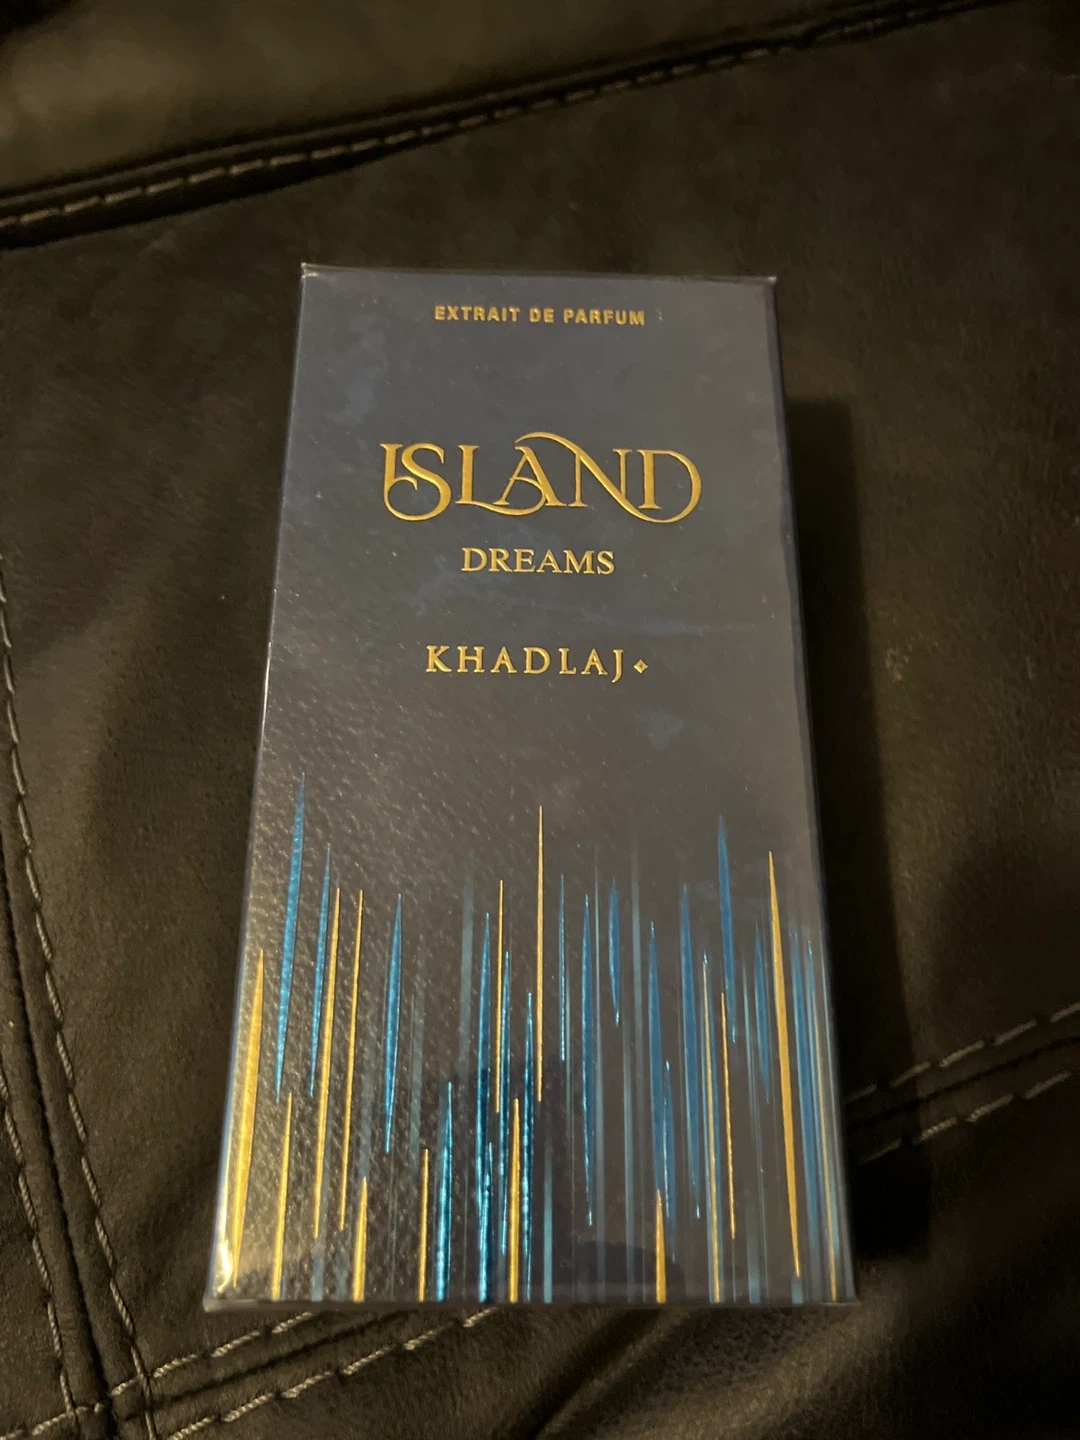 EXTRAIT DE PARFUM
ISLAND
DREAMS
KHADLAJ